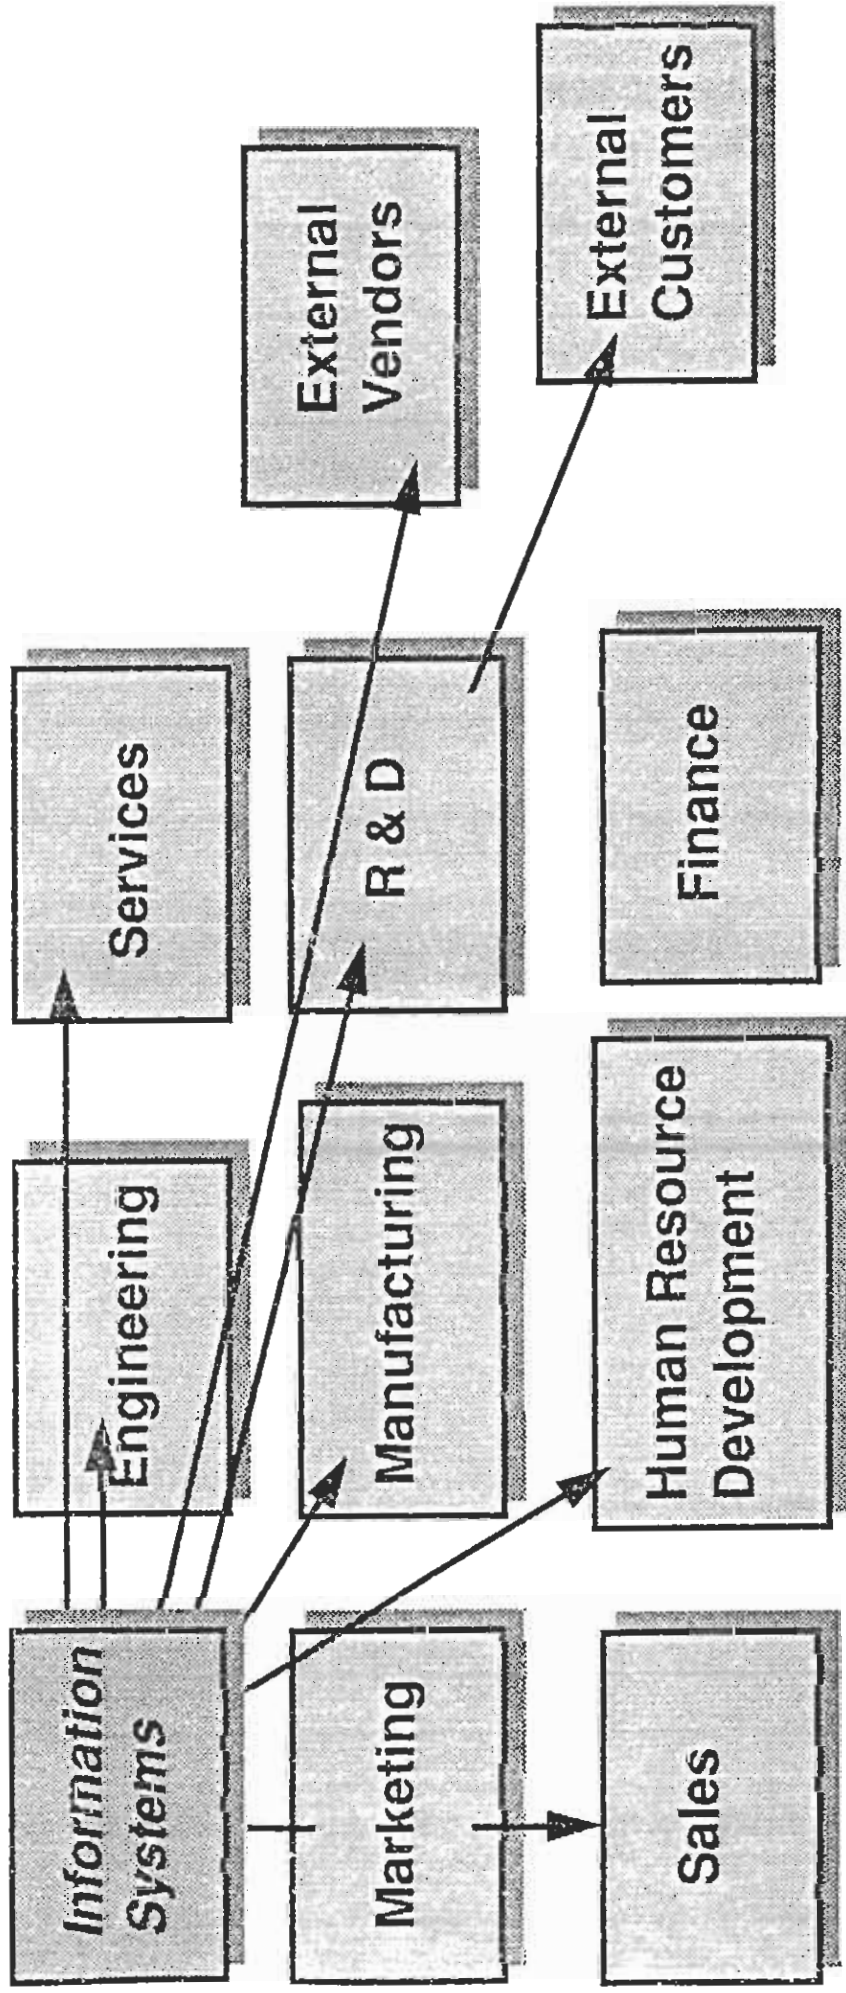 Information
Systems
Engineering
Services
External
Vendors
Marketing
Manufacturing
R & D
External
Customers
Sales
Human Resource
Development
Finance